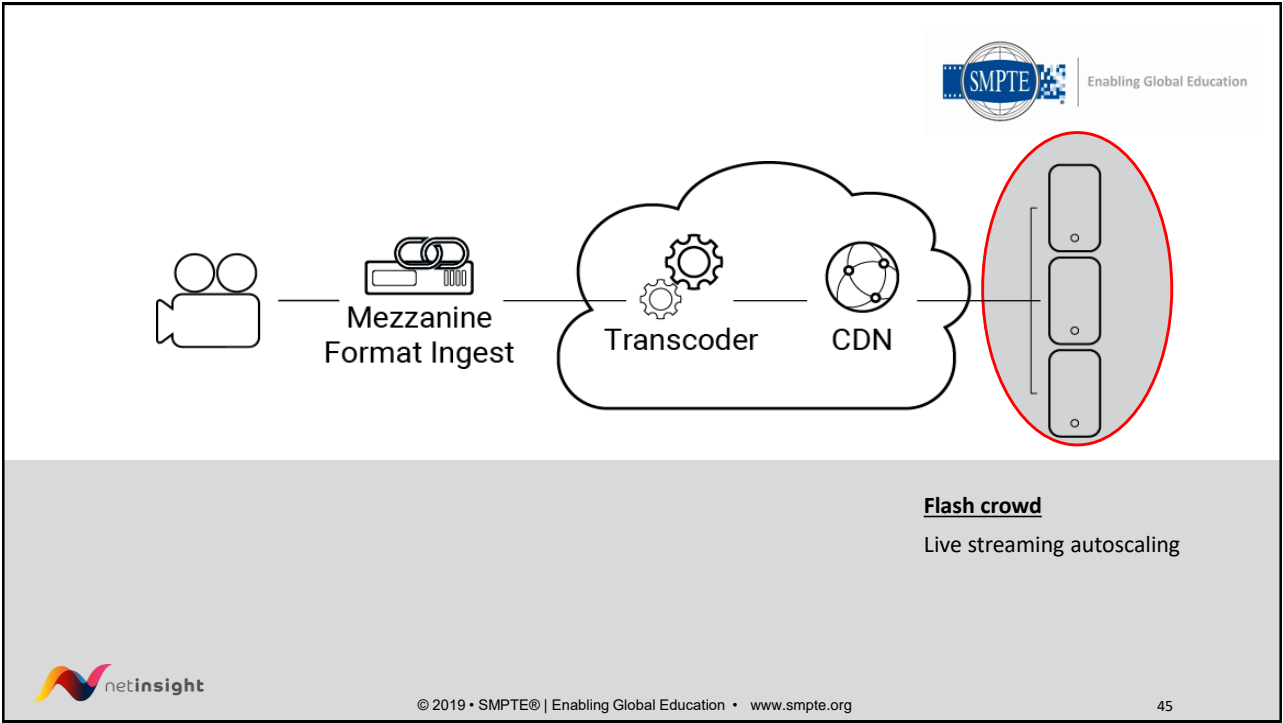 SMPTE
Enabling Global Education
Mezzanine
Format Ingest
Transcoder
CDN
Flash crowd
Live streaming autoscaling
netinsight
© 2019 • SMPTE® | Enabling Global Education • www.smpte.org
45